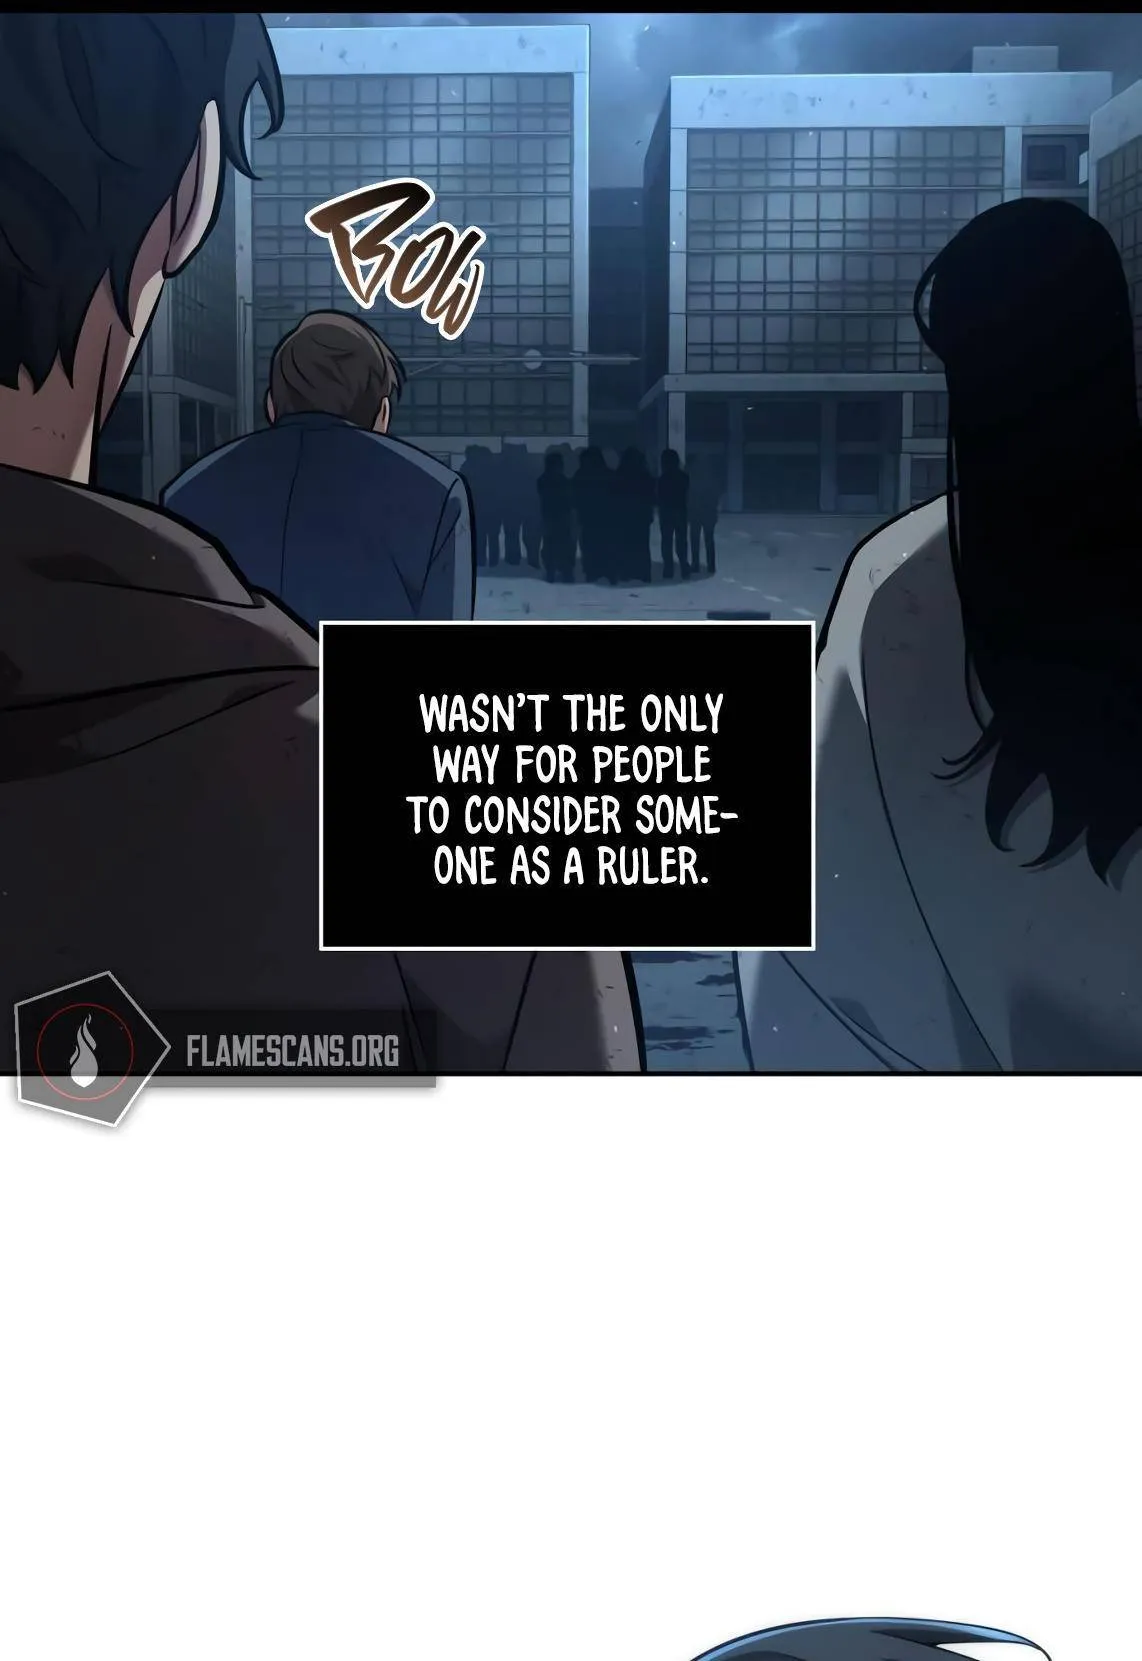 BOW
WASN'T THE ONLY
WAY FOR PEOPLE
TO CONSIDER SOME-
ONE AS A RULER.
FLAMESCANS.ORG